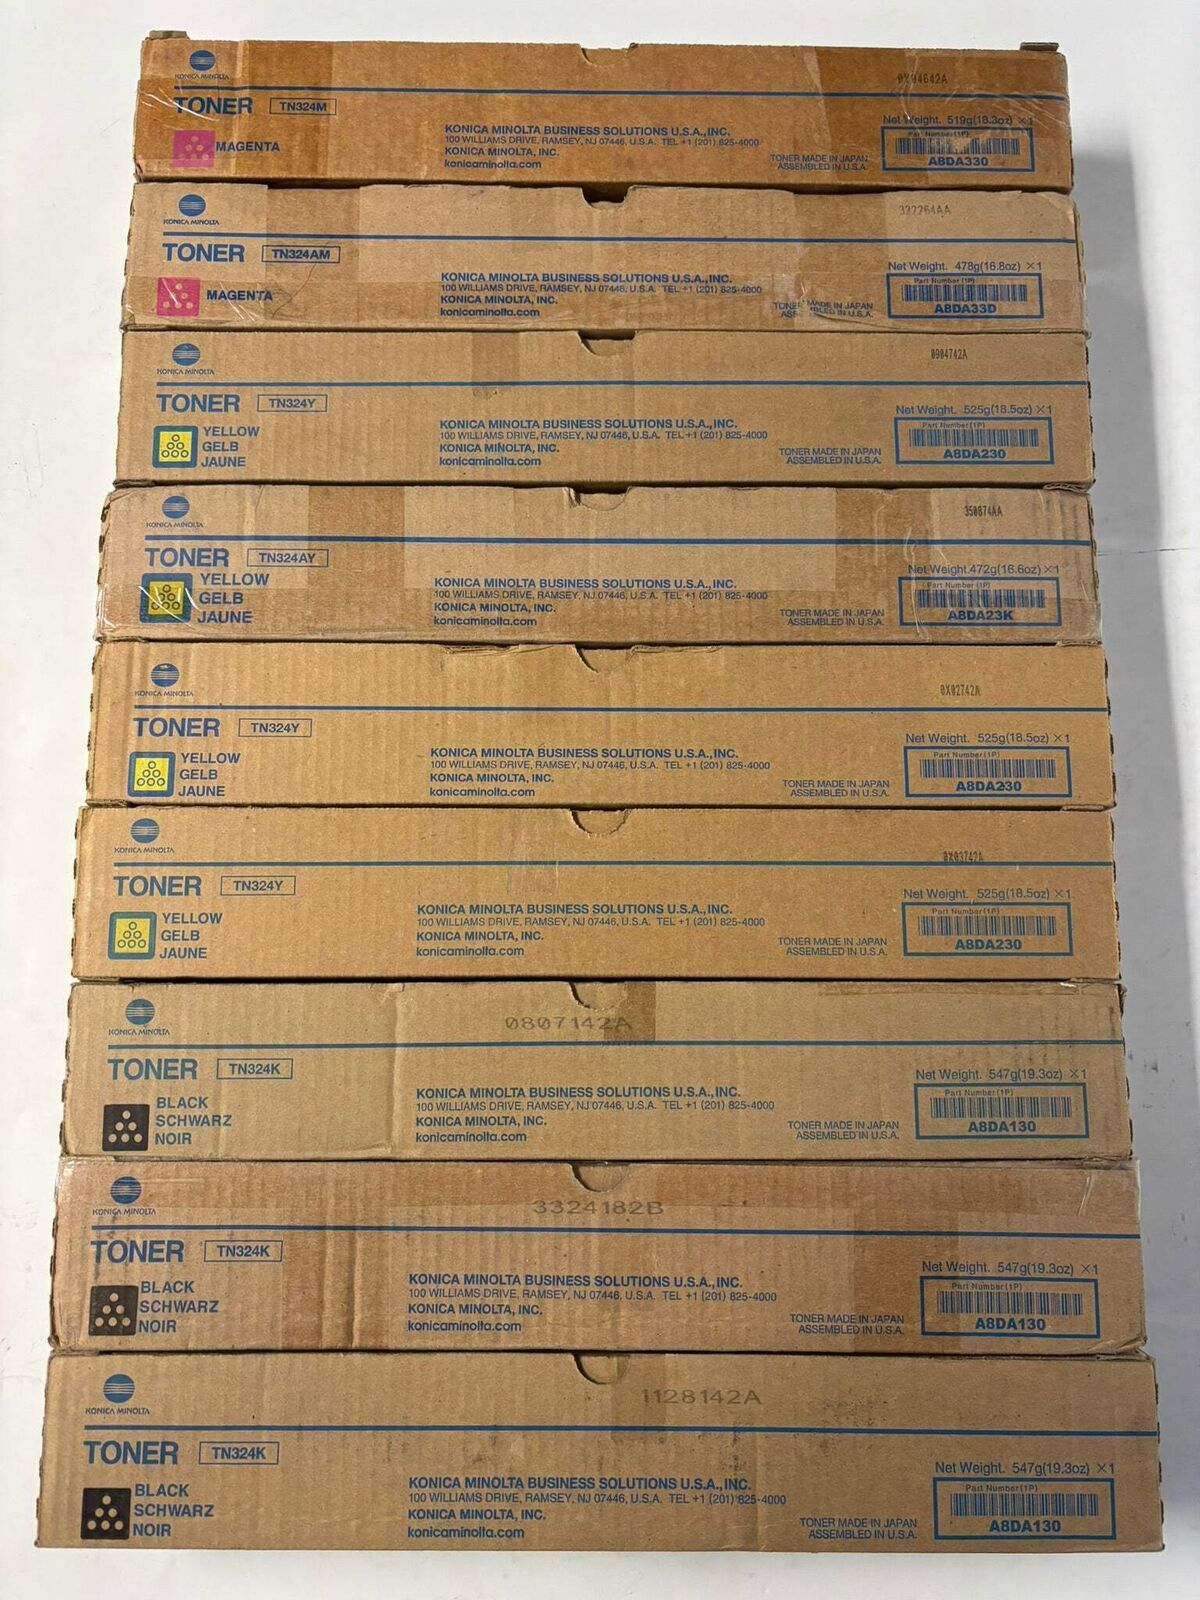 KONICA MINOLTA
0X04642A
TONER TN324M
Net Weight. 519g(18.3oz) ×1
MAGENTA
KONICA MINOLTA BUSINESS SOLUTIONS U.S.A.,INC.
100 WILLIAMS DRIVE, RAMSEY, NJ 07446, U.S.A. TEL +1 (201) 825-4000
KONICA MINOLTA, INC.
konicaminolta.com
TONER MADE IN JAPAN
ASSEMBLED IN U.S.A.
Part Number(1P)
A8DA330
KONICA MINOLTA
322264AA
TONER TN324AM
Net Weight. 478g(16.8oz) ×1
MAGENTA
KONICA MINOLTA BUSINESS SOLUTIONS U.S.A.,INC.
100 WILLIAMS DRIVE, RAMSEY, NJ 07446, U.S.A. TEL +1 (201) 825-4000
KONICA MINOLTA, INC.
konicaminolta.com
TONER MADE IN JAPAN
ASSEMBLED IN U.S.A.
Part Number(1P)
A8DA33D
KONICA MINOLTA
0904742A
TONER TN324Y
Net Weight. 525g(18.5oz) ×1
YELLOW
GELB
JAUNE
KONICA MINOLTA BUSINESS SOLUTIONS U.S.A.,INC.
100 WILLIAMS DRIVE, RAMSEY, NJ 07446, U.S.A. TEL +1 (201) 825-4000
KONICA MINOLTA, INC.
konicaminolta.com
TONER MADE IN JAPAN
ASSEMBLED IN U.S.A.
Part Number(1P)
A8DA230
KONICA MINOLTA
350874AA
TONER TN324AY
Net Weight.472g(16.6oz) ×1
YELLOW
GELB
JAUNE
KONICA MINOLTA BUSINESS SOLUTIONS U.S.A.,INC.
100 WILLIAMS DRIVE, RAMSEY, NJ 07446, U.S.A. TEL +1 (201) 825-4000
KONICA MINOLTA, INC.
konicaminolta.com
TONER MADE IN JAPAN
ASSEMBLED IN U.S.A.
Part Number (1P)
A8DA23K
KONICA MINOLTA
0X02742A
TONER TN324Y
Net Weight. 525g(18.5oz) ×1
YELLOW
GELB
JAUNE
KONICA MINOLTA BUSINESS SOLUTIONS U.S.A.,INC.
100 WILLIAMS DRIVE, RAMSEY, NJ 07446, U.S.A. TEL +1 (201) 825-4000
KONICA MINOLTA, INC.
konicaminolta.com
TONER MADE IN JAPAN
ASSEMBLED IN U.S.A.
Part Number(1P)
A8DA230
KONICA MINOLTA
0X03742A
TONER TN324Y
Net Weight. 525g(18.5oz) ×1
YELLOW
GELB
JAUNE
KONICA MINOLTA BUSINESS SOLUTIONS U.S.A.,INC.
100 WILLIAMS DRIVE, RAMSEY, NJ 07446, U.S.A. TEL +1 (201) 825-4000
KONICA MINOLTA, INC.
konicaminolta.com
TONER MADE IN JAPAN
ASSEMBLED IN U.S.A.
Part Number(1P)
A8DA230
KONICA MINOLTA
0807142A
TONER TN324K
Net Weight. 547g(19.3oz) ×1
BLACK
SCHWARZ
NOIR
KONICA MINOLTA BUSINESS SOLUTIONS U.S.A.,INC.
100 WILLIAMS DRIVE, RAMSEY, NJ 07446, U.S.A. TEL +1 (201) 825-4000
KONICA MINOLTA, INC.
konicaminolta.com
TONER MADE IN JAPAN
ASSEMBLED IN U.S.A.
Part Number(1P)
A8DA130
KONICA MINOLTA
3324182B
TONER TN324K
Net Weight. 547g(19.3oz) ×1
BLACK
SCHWARZ
NOIR
KONICA MINOLTA BUSINESS SOLUTIONS U.S.A.,INC.
100 WILLIAMS DRIVE, RAMSEY, NJ 07446, U.S.A. TEL +1 (201) 825-4000
KONICA MINOLTA, INC.
konicaminolta.com
TONER MADE IN JAPAN
ASSEMBLED IN U.S.A.
Part Number(1P)
A8DA130
KONICA MINOLTA
1128142A
TONER TN324K
Net Weight. 547g(19.3oz) ×1
BLACK
SCHWARZ
NOIR
KONICA MINOLTA BUSINESS SOLUTIONS U.S.A.,INC.
100 WILLIAMS DRIVE, RAMSEY, NJ 07446, U.S.A. TEL +1 (201) 825-4000
KONICA MINOLTA, INC.
konicaminolta.com
TONER MADE IN JAPAN
ASSEMBLED IN U.S.A.
Part Number(1P)
A8DA130